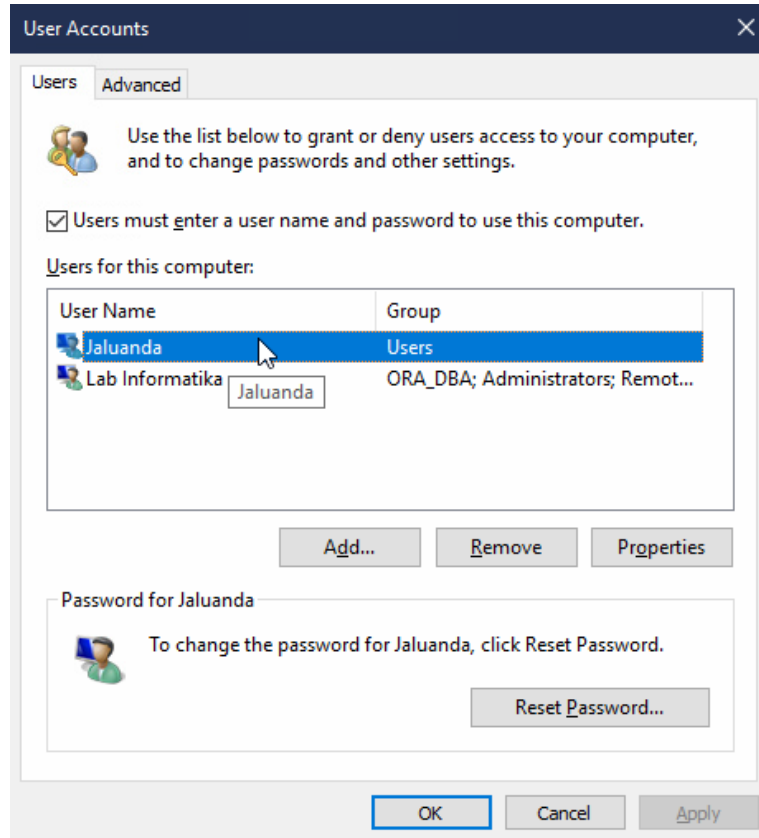 User Accounts
Users Advanced
Use the list below to grant or deny users access to your computer,
and to change passwords and other settings.
Users must enter a user name and password to use this computer.
Users for this computer:
User Name Group
Jaluanda Users
Lab Informatika ORA_DBA; Administrators; Remot...
Jaluanda
Add... Remove Properties
Password for Jaluanda
To change the password for Jaluanda, click Reset Password.
Reset Password...
OK Cancel Apply